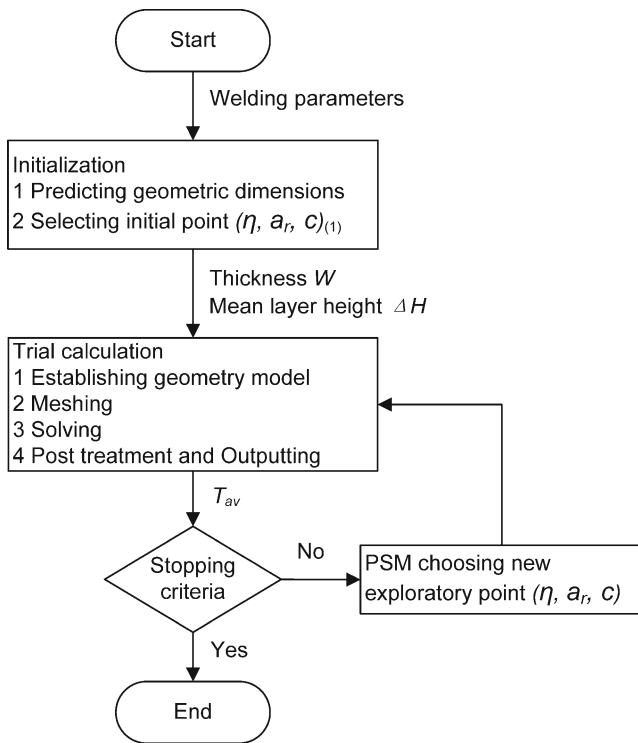 Start
Welding parameters
Initialization
1 Predicting geometric dimensions
2 Selecting initial point (η, aᵣ, c)₍₁₎
Thickness W
Mean layer height ΔH
Trial calculation
1 Establishing geometry model
2 Meshing
3 Solving
4 Post treatment and Outputting
Tₐᵥ
Stopping
criteria
No
PSM choosing new
exploratory point (η, aᵣ, c)
Yes
End